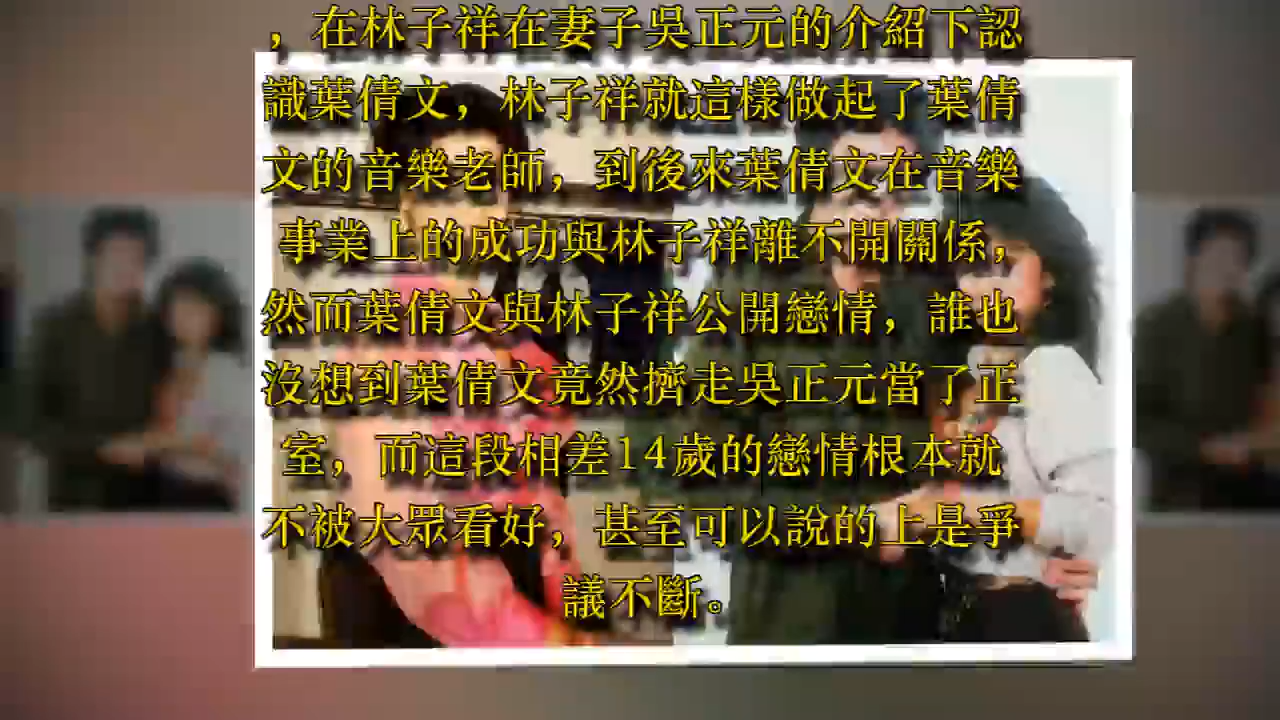 ，在林子祥在妻子吳正元的介紹下認
識葉倩文，林子祥就這樣做起了葉倩
文的音樂老師，到後來葉倩文在音樂
事業上的成功與林子祥離不開關係，
然而葉倩文與林子祥公開戀情，誰也
沒想到葉倩文竟然擠走吳正元當了正
室，而這段相差14歲的戀情根本就
不被大眾看好，甚至可以說的上是爭
議不斷。